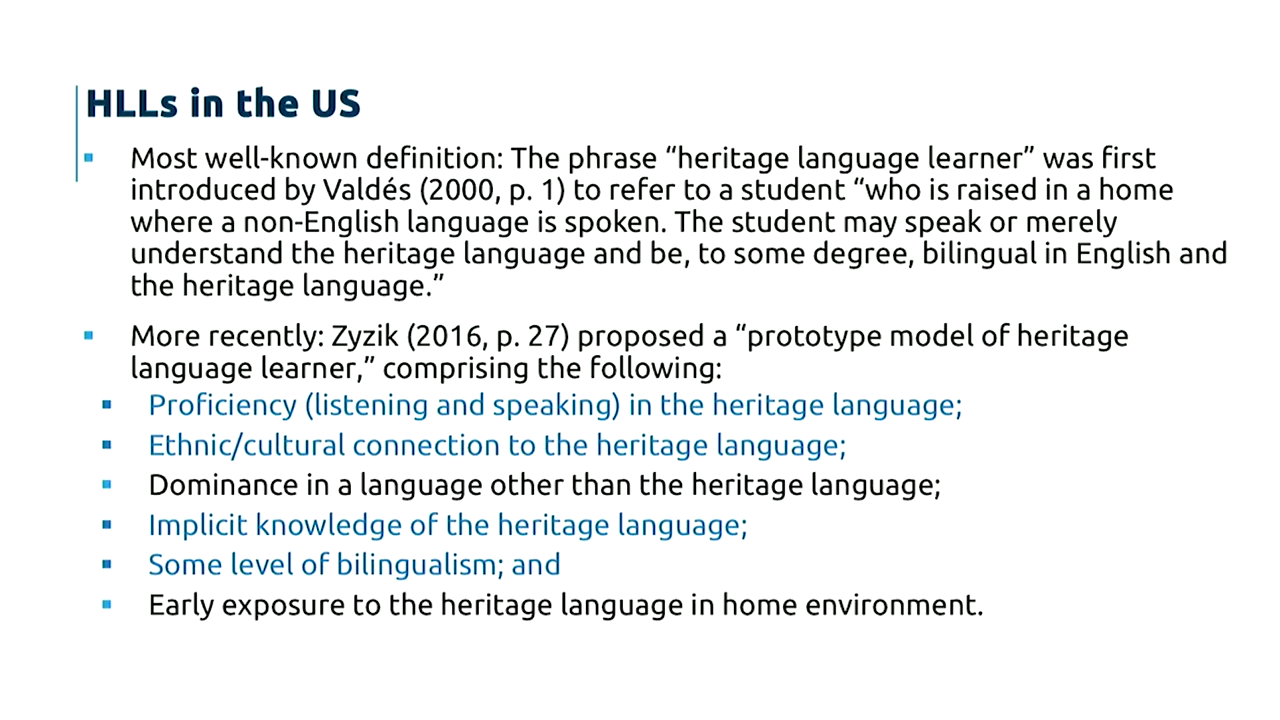 HLLs in the US
Most well-known definition: The phrase “heritage language learner” was first
introduced by Valdés (2000, p. 1) to refer to a student “who is raised in a home
where a non-English language is spoken. The student may speak or merely
understand the heritage language and be, to some degree, bilingual in English and
the heritage language.”
More recently: Zyzik (2016, p. 27) proposed a “prototype model of heritage
language learner,” comprising the following:
Proficiency (listening and speaking) in the heritage language;
Ethnic/cultural connection to the heritage language;
Dominance in a language other than the heritage language;
Implicit knowledge of the heritage language;
Some level of bilingualism; and
Early exposure to the heritage language in home environment.